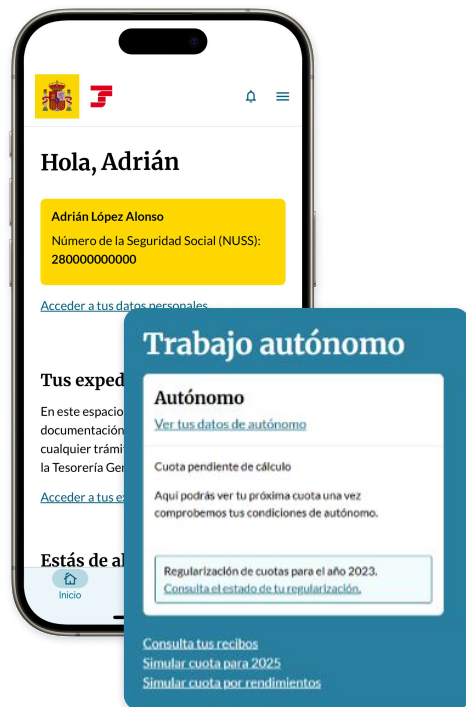 Hola, Adrián
Adrián López Alonso
Número de la Seguridad Social (NUSS):
280000000000
Acceder a tus datos personales
Tus exped
En este espacio
documentación
cualquier trámi
la Tesorería Ger
Acceder a tus ex
Estás de al
Inicio
Trabajo autónomo
Autónomo
Ver tus datos de autónomo
Cuota pendiente de cálculo
Aquí podrás ver tu próxima cuota una vez
comprobemos tus condiciones de autónomo.
Regularización de cuotas para el año 2023.
Consulta el estado de tu regularización.
Consulta tus recibos
Simular cuota para 2025
Simular cuota por rendimientos